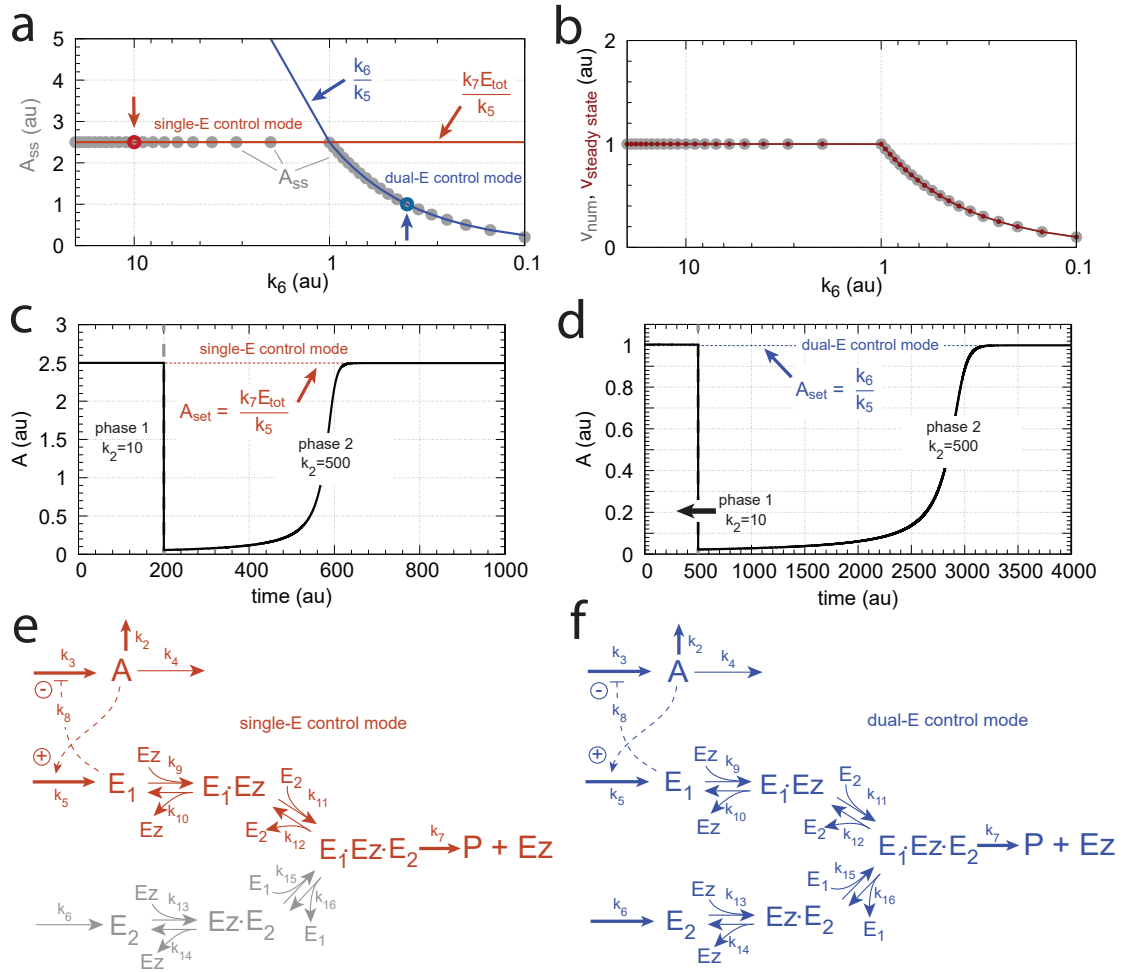 a
5
4
3
2
1
0
A_ss (au)
k_6
k_5
k_7E_tot
k_5
single-E control mode
A_ss
dual-E control mode
10
1
0.1
k_6 (au)
b
2
1
0
v_num, v_steady state (au)
10
1
0.1
k_6 (au)
c
3
2.5
2
1.5
1
0.5
0
A (au)
single-E control mode
A_set = k_7E_tot
k_5
phase 1
k_2=10
phase 2
k_2=500
0
200
400
600
800
1000
time (au)
d
1
0.8
0.6
0.4
0.2
0
A (au)
dual-E control mode
A_set = k_6
k_5
phase 2
k_2=500
phase 1
k_2=10
0
500
1000
1500
2000
2500
3000
3500
4000
time (au)
e
k_2
k_3
A
k_4
-
k_8
single-E control mode
+
Ez
k_9
E_2
k_5
E_1
E_1·Ez
k_11
k_10
Ez
E_2
k_12
k_7
E_1·Ez·E_2
P + Ez
k_15
Ez
k_13
E_1
k_16
k_6
E_2
Ez·E_2
E_1
k_14
Ez
f
k_2
k_3
A
k_4
-
k_8
dual-E control mode
+
Ez
k_9
E_2
k_5
E_1
E_1·Ez
k_11
k_10
Ez
E_2
k_12
k_7
E_1·Ez·E_2
P + Ez
k_15
Ez
k_13
E_1
k_16
k_6
E_2
Ez·E_2
E_1
k_14
Ez